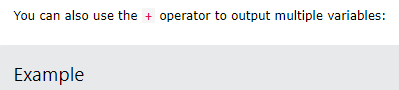 You can also use the + operator to output multiple variables:
Example